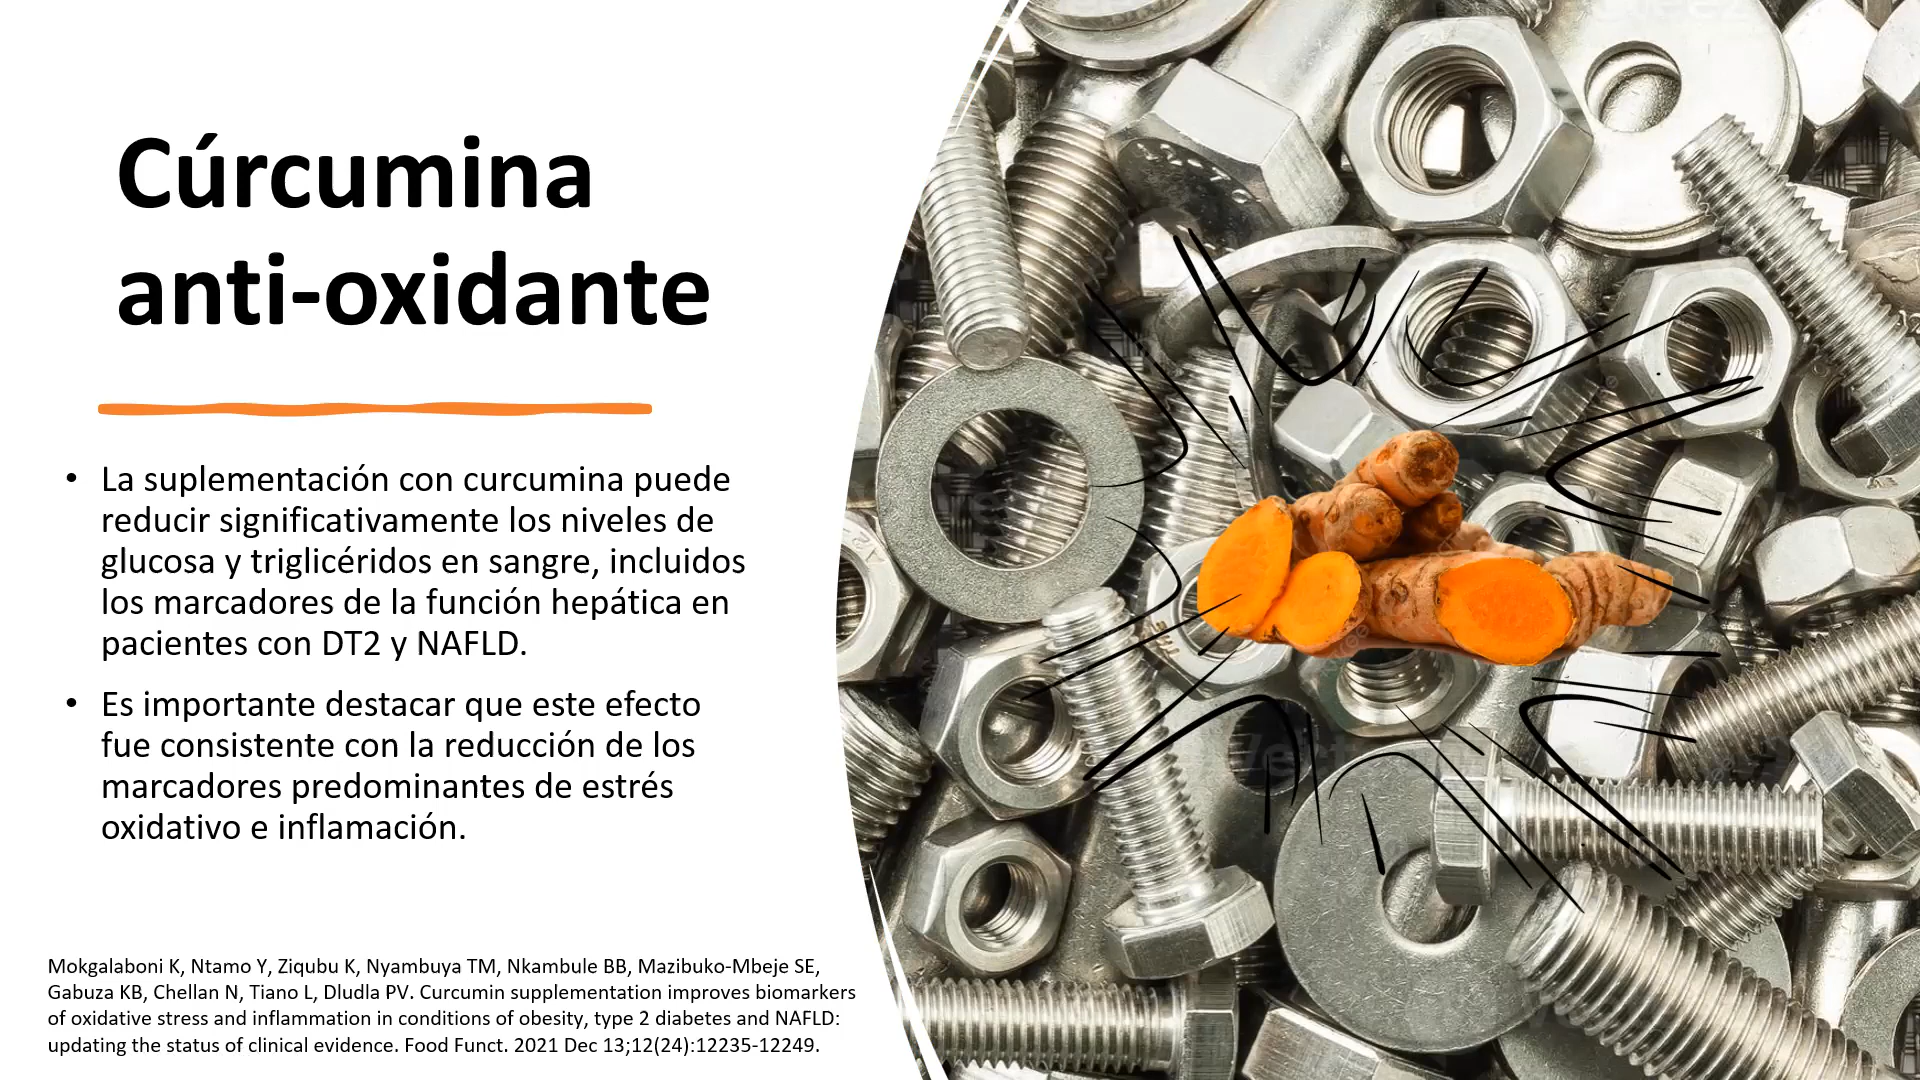 Cúrcumina
anti-oxidante
• La suplementación con curcumina puede
reducir significativamente los niveles de
glucosa y triglicéridos en sangre, incluidos
los marcadores de la función hepática en
pacientes con DT2 y NAFLD.
• Es importante destacar que este efecto
fue consistente con la reducción de los
marcadores predominantes de estrés
oxidativo e inflamación.
Mokgalaboni K, Ntamo Y, Ziqubu K, Nyambuya TM, Nkambule BB, Mazibuko-Mbeje SE,
Gabuza KB, Chellan N, Tiano L, Dludla PV. Curcumin supplementation improves biomarkers
of oxidative stress and inflammation in conditions of obesity, type 2 diabetes and NAFLD:
updating the status of clinical evidence. Food Funct. 2021 Dec 13;12(24):12235-12249.